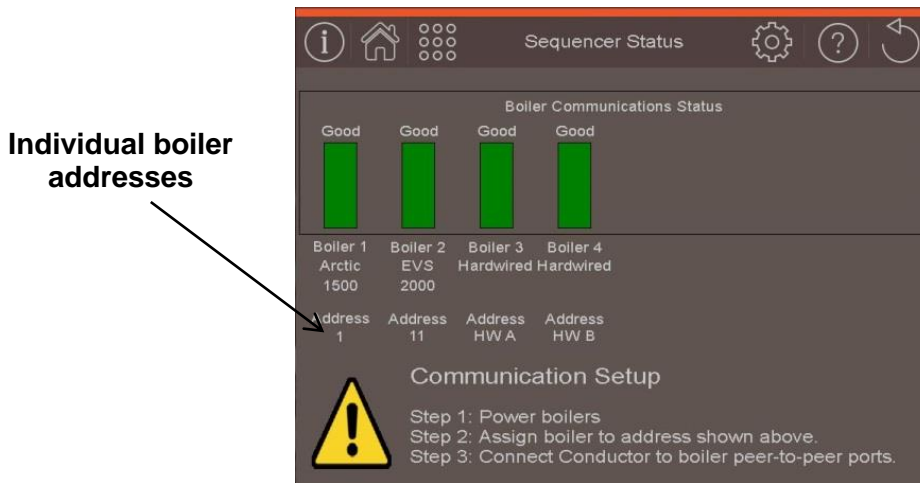 Individual boiler
addresses
i
Sequencer Status
?
Boiler Communications Status
Good Good Good Good
Boiler 1 Boiler 2 Boiler 3 Boiler 4
Arctic EVS Hardwired Hardwired
1500 2000
Address Address Address Address
1 11 HW A HW B
Communication Setup
Step 1: Power boilers
Step 2: Assign boiler to address shown above.
Step 3: Connect Conductor to boiler peer-to-peer ports.